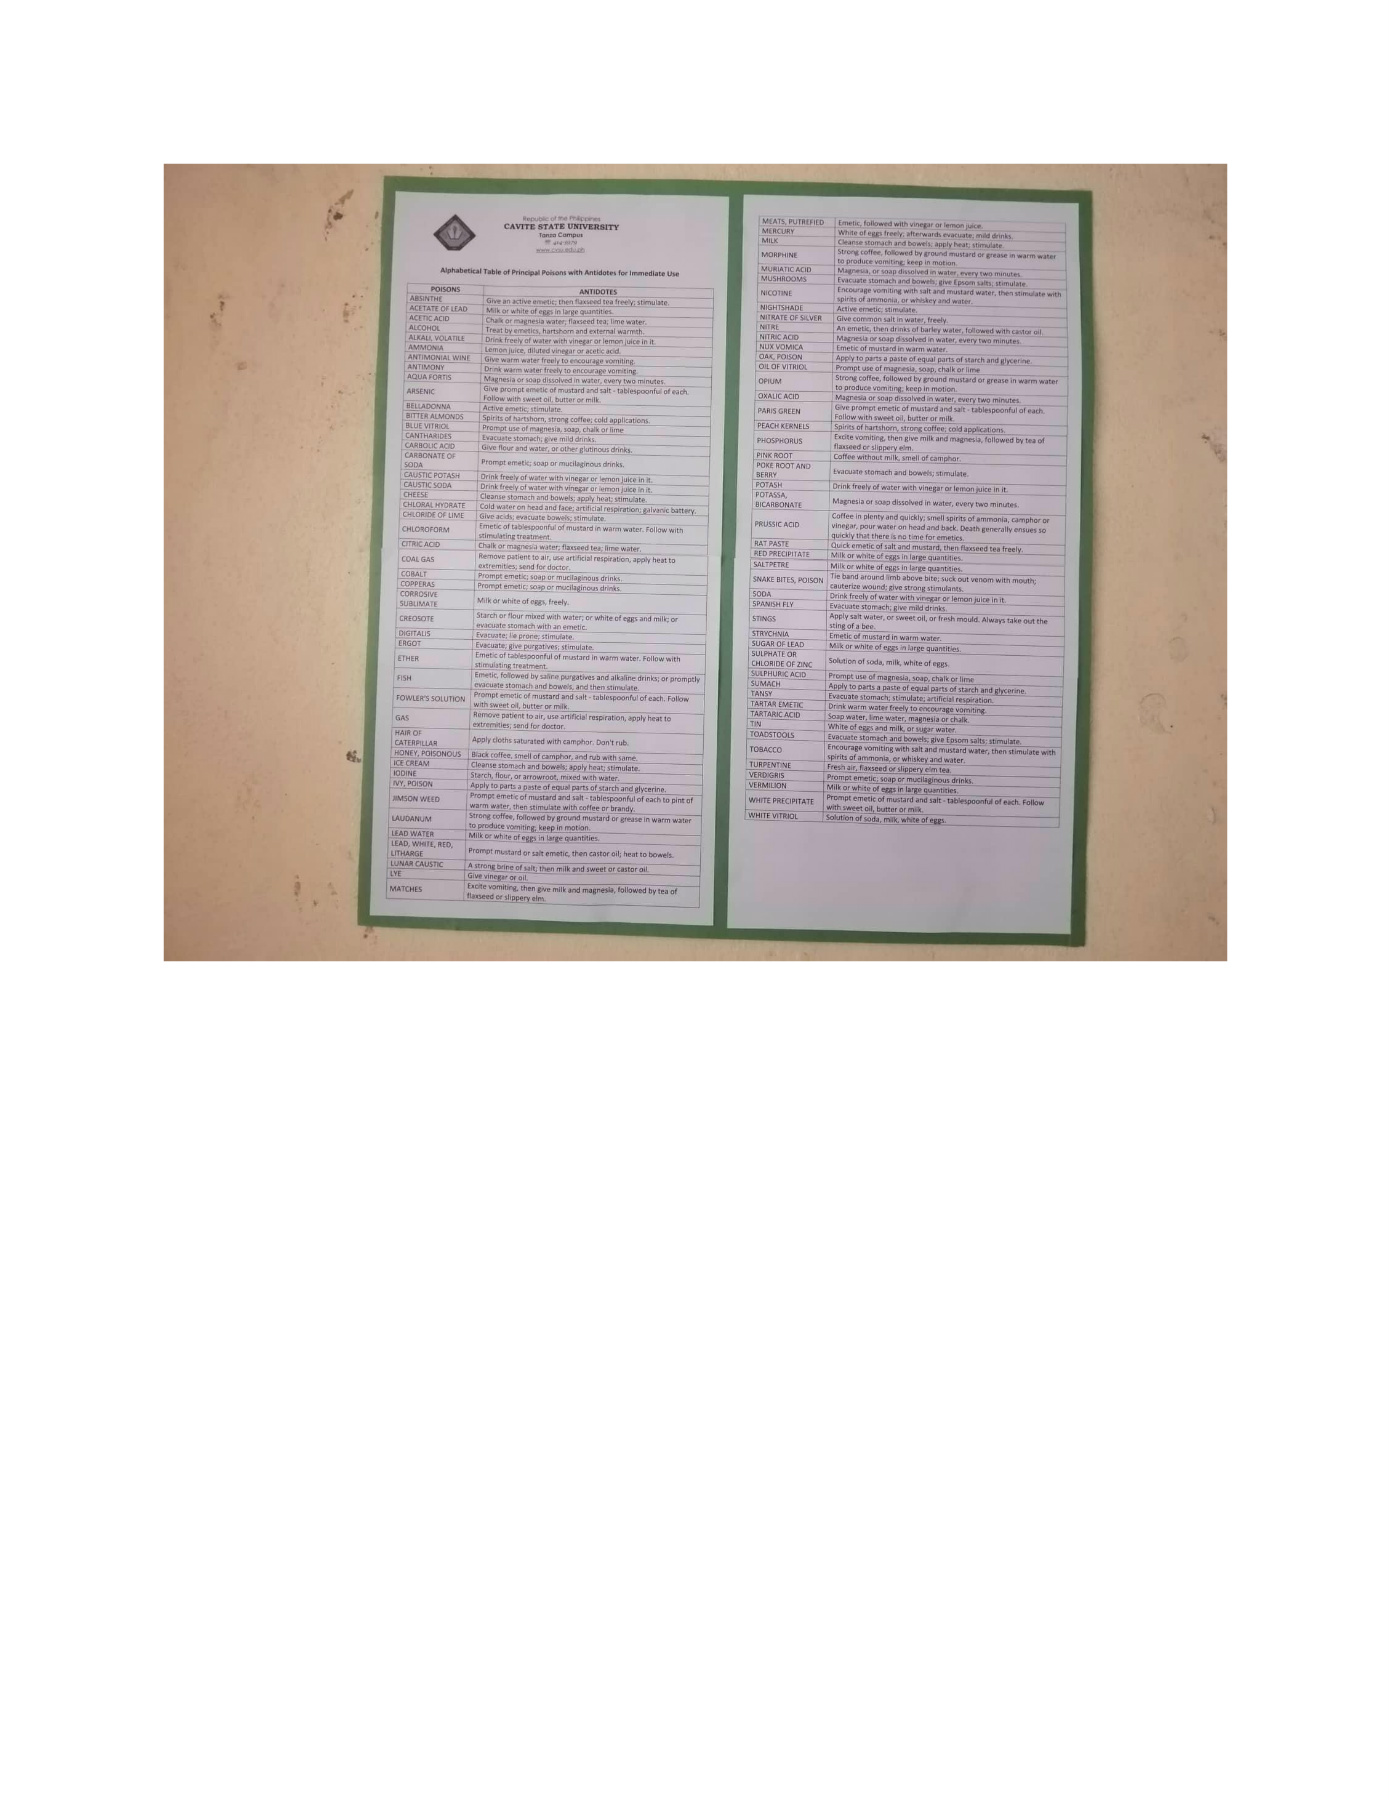 Republic of the Philippines
CAVITE STATE UNIVERSITY
Tanza Campus
www.cvsu.edu.ph
Alphabetical Table of Principal Poisons with Antidotes for Immediate Use
POISONS ANTIDOTES
ABSINTHE Give an active emetic; then flaxseed tea freely; stimulate.
ACETATE OF LEAD Milk or white of eggs in large quantities.
ACETIC ACID Chalk or magnesia water; flaxseed tea; lime water.
ALCOHOL Treat by emetics, hartshorn and external warmth.
ALKALI, VOLATILE Drink freely of water with vinegar or lemon juice in it.
AMMONIA Lemon juice, diluted vinegar or acetic acid.
ANTIMONIAL WINE Give warm water freely to encourage vomiting.
ANTIMONY Drink warm water freely to encourage vomiting.
AQUA FORTIS Magnesia or soap dissolved in water, every two minutes.
ARSENIC Give prompt emetic of mustard and salt - tablespoonful of each.
Follow with sweet oil, butter or milk.
BELLADONNA Active emetic; stimulate.
BITTER ALMONDS Spirits of hartshorn, strong coffee; cold applications.
BLUE VITRIOL Prompt use of magnesia, soap, chalk or lime
CANTHARIDES Evacuate stomach; give mild drinks.
CARBOLIC ACID Give flour and water, or other glutinous drinks.
CARBONATE OF
SODA Prompt emetic; soap or mucilaginous drinks.
CAUSTIC POTASH Drink freely of water with vinegar or lemon juice in it.
CAUSTIC SODA Drink freely of water with vinegar or lemon juice in it.
CHEESE Cleanse stomach and bowels; apply heat; stimulate.
CHLORAL HYDRATE Cold water on head and face; artificial respiration; galvanic battery.
CHLORIDE OF LIME Give acids; evacuate bowels; stimulate.
CHLOROFORM Emetic of tablespoonful of mustard in warm water. Follow with
stimulating treatment.
CITRIC ACID Chalk or magnesia water; flaxseed tea; lime water.
COAL GAS Remove patient to air, use artificial respiration, apply heat to
extremities; send for doctor.
COBALT Prompt emetic; soap or mucilaginous drinks.
COPPERAS Prompt emetic; soap or mucilaginous drinks.
CORROSIVE
SUBLIMATE Milk or white of eggs, freely.
CREOSOTE Starch or flour mixed with water; or white of eggs and milk; or
evacuate stomach with an emetic.
DIGITALIS Evacuate; lie prone; stimulate.
ERGOT Evacuate; give purgatives; stimulate.
ETHER Emetic of tablespoonful of mustard in warm water. Follow with
stimulating treatment.
FISH Emetic, followed by saline purgatives and alkaline drinks; or promptly
evacuate stomach and bowels, and then stimulate.
FOWLER'S SOLUTION Prompt emetic of mustard and salt - tablespoonful of each. Follow
with sweet oil, butter or milk.
GAS Remove patient to air, use artificial respiration, apply heat to
extremities; send for doctor.
HAIR OF
CATERPILLAR Apply cloths saturated with camphor. Don't rub.
HONEY, POISONOUS Black coffee, smell of camphor, and rub with same.
ICE CREAM Cleanse stomach and bowels; apply heat; stimulate.
IODINE Starch, flour, or arrowroot, mixed with water.
IVY, POISON Apply to parts a paste of equal parts of starch and glycerine.
JIMSON WEED Prompt emetic of mustard and salt - tablespoonful of each to pint of
warm water, then stimulate with coffee or brandy.
LAUDANUM Strong coffee, followed by ground mustard or grease in warm water
to produce vomiting; keep in motion.
LEAD WATER Milk or white of eggs in large quantities.
LEAD, WHITE, RED,
LITHARGE Prompt mustard or salt emetic, then castor oil; heat to bowels.
LUNAR CAUSTIC A strong brine of salt; then milk and sweet or castor oil.
LYE Give vinegar or oil.
MATCHES Excite vomiting, then give milk and magnesia, followed by tea of
flaxseed or slippery elm.
MEATS, PUTREFIED Emetic, followed with vinegar or lemon juice.
MERCURY White of eggs freely; afterwards evacuate; mild drinks.
MILK Cleanse stomach and bowels; apply heat; stimulate.
MORPHINE Strong coffee, followed by ground mustard or grease in warm water
to produce vomiting; keep in motion.
MURIATIC ACID Magnesia, or soap dissolved in water, every two minutes.
MUSHROOMS Evacuate stomach and bowels; give Epsom salts; stimulate.
NICOTINE Encourage vomiting with salt and mustard water, then stimulate with
spirits of ammonia, or whiskey and water.
NIGHTSHADE Active emetic; stimulate.
NITRATE OF SILVER Give common salt in water, freely.
NITRE An emetic, then drinks of barley water, followed with castor oil.
NITRIC ACID Magnesia or soap dissolved in water, every two minutes.
NUX VOMICA Emetic of mustard in warm water.
OAK, POISON Apply to parts a paste of equal parts of starch and glycerine.
OIL OF VITRIOL Prompt use of magnesia, soap, chalk or lime
OPIUM Strong coffee, followed by ground mustard or grease in warm water
to produce vomiting; keep in motion.
OXALIC ACID Magnesia or soap dissolved in water, every two minutes.
PARIS GREEN Give prompt emetic of mustard and salt - tablespoonful of each.
Follow with sweet oil, butter or milk.
PEACH KERNELS Spirits of hartshorn, strong coffee; cold applications.
PHOSPHORUS Excite vomiting, then give milk and magnesia, followed by tea of
flaxseed or slippery elm.
PINK ROOT Coffee without milk, smell of camphor.
POKE ROOT AND
BERRY Evacuate stomach and bowels; stimulate.
POTASH Drink freely of water with vinegar or lemon juice in it.
POTASSA,
BICARBONATE Magnesia or soap dissolved in water, every two minutes.
PRUSSIC ACID Coffee in plenty and quickly; smell spirits of ammonia, camphor or
vinegar, pour water on head and back. Death generally ensues so
quickly that there is no time for emetics.
RAT PASTE Quick emetic of salt and mustard, then flaxseed tea freely.
RED PRECIPITATE Milk or white of eggs in large quantities.
SALTPETRE Milk or white of eggs in large quantities.
SNAKE BITES, POISON Tie band around limb above bite; suck out venom with mouth;
cauterize wound; give strong stimulants.
SODA Drink freely of water with vinegar or lemon juice in it.
SPANISH FLY Evacuate stomach; give mild drinks.
STINGS Apply salt water, or sweet oil, or fresh mould. Always take out the
sting of a bee.
STRYCHNIA Emetic of mustard in warm water.
SUGAR OF LEAD Milk or white of eggs in large quantities.
SULPHATE OR
CHLORIDE OF ZINC Solution of soda, milk, white of eggs.
SULPHURIC ACID Prompt use of magnesia, soap, chalk or lime
SUMACH Apply to parts a paste of equal parts of starch and glycerine.
TANSY Evacuate stomach; stimulate; artificial respiration.
TARTAR EMETIC Drink warm water freely to encourage vomiting.
TARTARIC ACID Soap water, lime water, magnesia or chalk.
TIN White of eggs and milk, or sugar water.
TOADSTOOLS Evacuate stomach and bowels; give Epsom salts; stimulate.
TOBACCO Encourage vomiting with salt and mustard water, then stimulate with
spirits of ammonia, or whiskey and water.
TURPENTINE Fresh air, flaxseed or slippery elm tea.
VERDIGRIS Prompt emetic; soap or mucilaginous drinks.
VERMILION Milk or white of eggs in large quantities.
WHITE PRECIPITATE Prompt emetic of mustard and salt - tablespoonful of each. Follow
with sweet oil, butter or milk.
WHITE VITRIOL Solution of soda, milk, white of eggs.